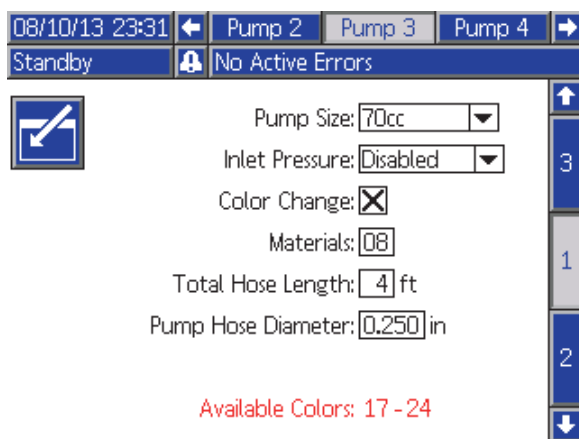 08/10/13 23:31 Pump 2 Pump 3 Pump 4
Standby No Active Errors
Pump Size: 70cc
Inlet Pressure: Disabled
3
Color Change:
Materials: 08
1
Total Hose Length: 4 ft
Pump Hose Diameter: 0.250 in
2
Available Colors: 17 - 24